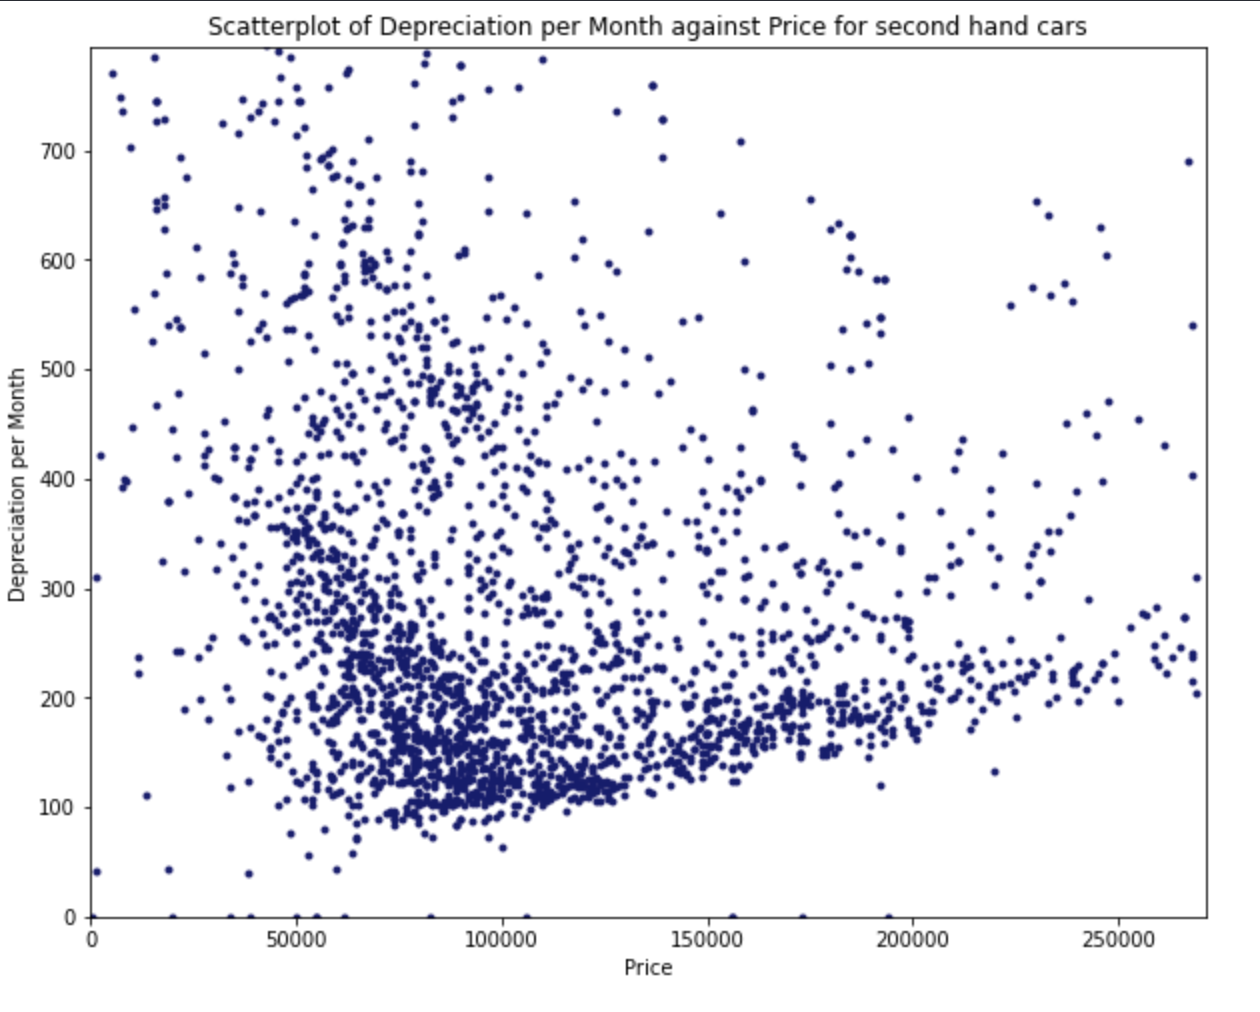 Scatterplot of Depreciation per Month against Price for second hand cars
700
600
500
400
300
200
100
0
Depreciation per Month
0 50000 100000 150000 200000 250000
Price